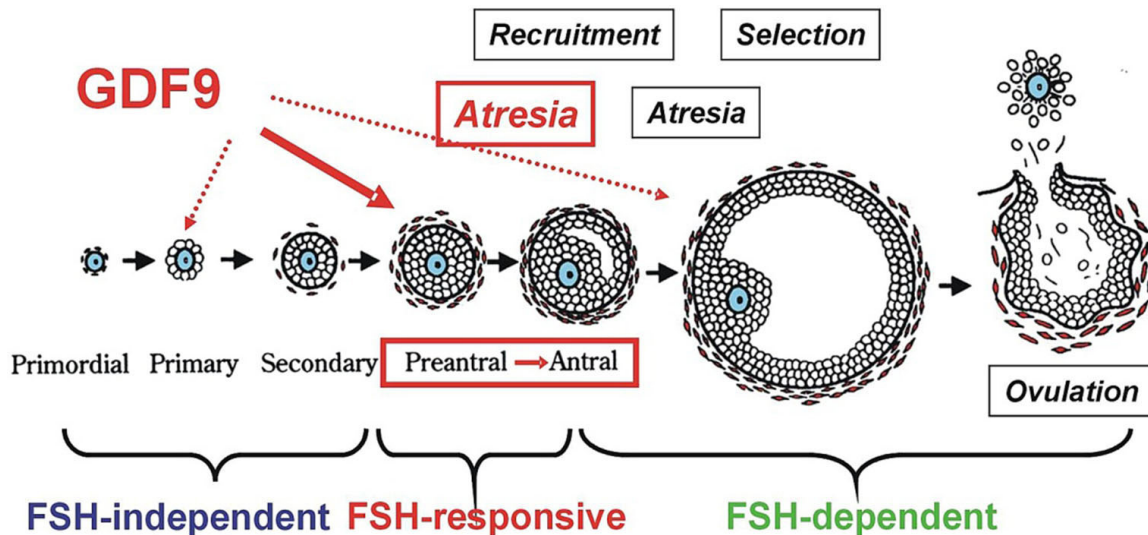 Recruitment Selection
GDF9
Atresia Atresia
Primordial Primary Secondary Preantral Antral
Ovulation
FSH-independent FSH-responsive FSH-dependent